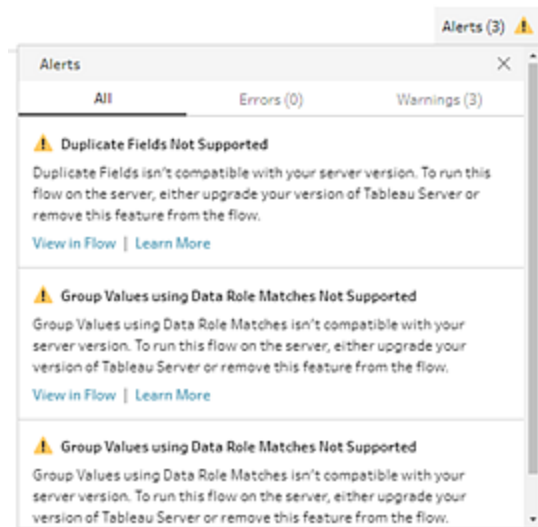 Alerts (3)
Alerts
All Errors (0) Warnings (3)
Duplicate Fields Not Supported
Duplicate Fields isn't compatible with your server version. To run this
flow on the server, either upgrade your version of Tableau Server or
remove this feature from the flow.
View in Flow | Learn More
Group Values using Data Role Matches Not Supported
Group Values using Data Role Matches isn't compatible with your
server version. To run this flow on the server, either upgrade your
version of Tableau Server or remove this feature from the flow.
View in Flow | Learn More
Group Values using Data Role Matches Not Supported
Group Values using Data Role Matches isn't compatible with your
server version. To run this flow on the server, either upgrade your
version of Tableau Server or remove this feature from the flow.